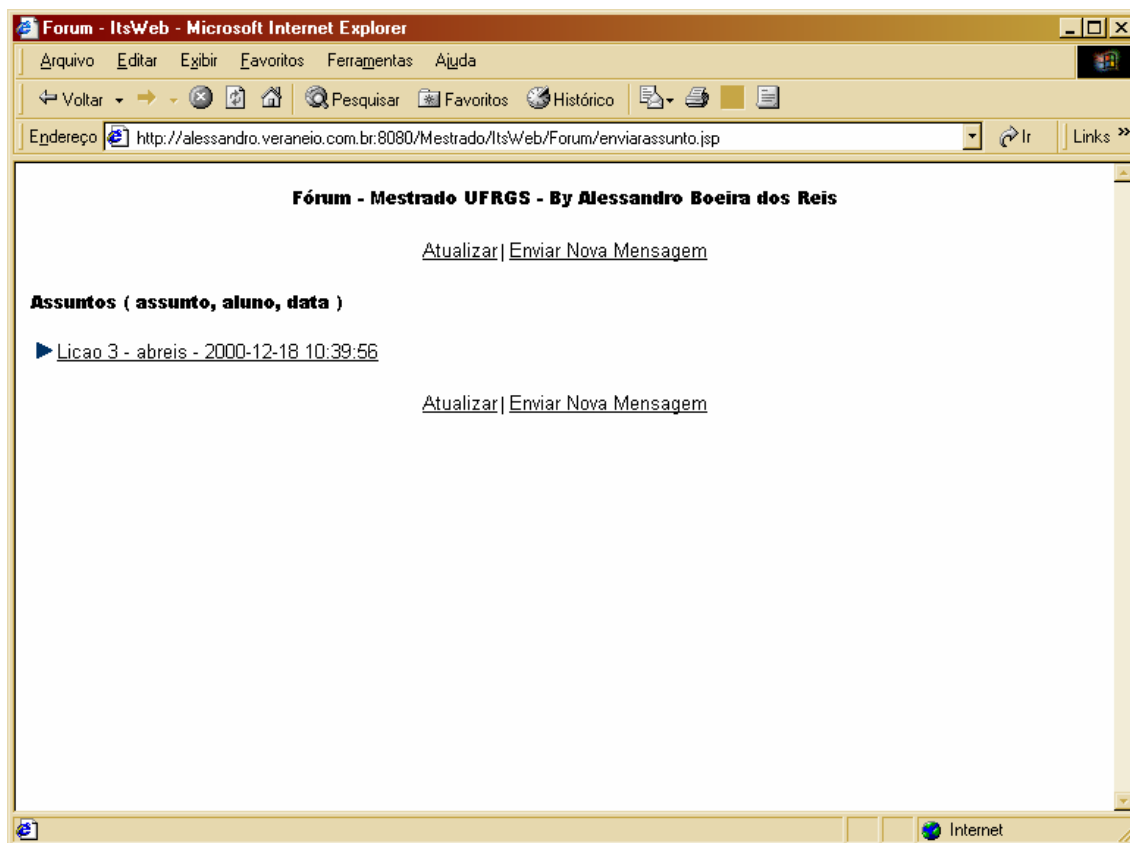 Forum - ItsWeb - Microsoft Internet Explorer
Arquivo Editar Exibir Favoritos Ferramentas Ajuda
Voltar Pesquisar Favoritos Histórico
Endereço http://alessandro.veraneio.com.br:8080/Mestrado/ItsWeb/Forum/enviarassunto.jsp Ir Links »
Fórum - Mestrado UFRGS - By Alessandro Boeira dos Reis
Atualizar | Enviar Nova Mensagem
Assuntos ( assunto, aluno, data )
Licao 3 - abreis - 2000-12-18 10:39:56
Atualizar | Enviar Nova Mensagem
Internet